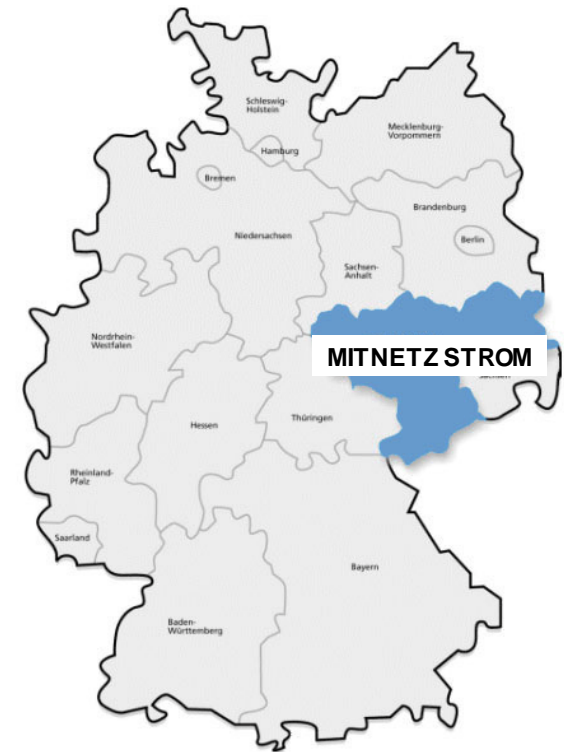 Schleswig-
Holstein
Mecklenburg-
Vorpommern
Hamburg
Bremen
Brandenburg
Niedersachsen
Berlin
Sachsen-
Anhalt
Nordrhein-
Westfalen
MITNETZ STROM
Sachsen
Thüringen
Hessen
Rheinland-
Pfalz
Saarland
Bayern
Baden-
Württemberg